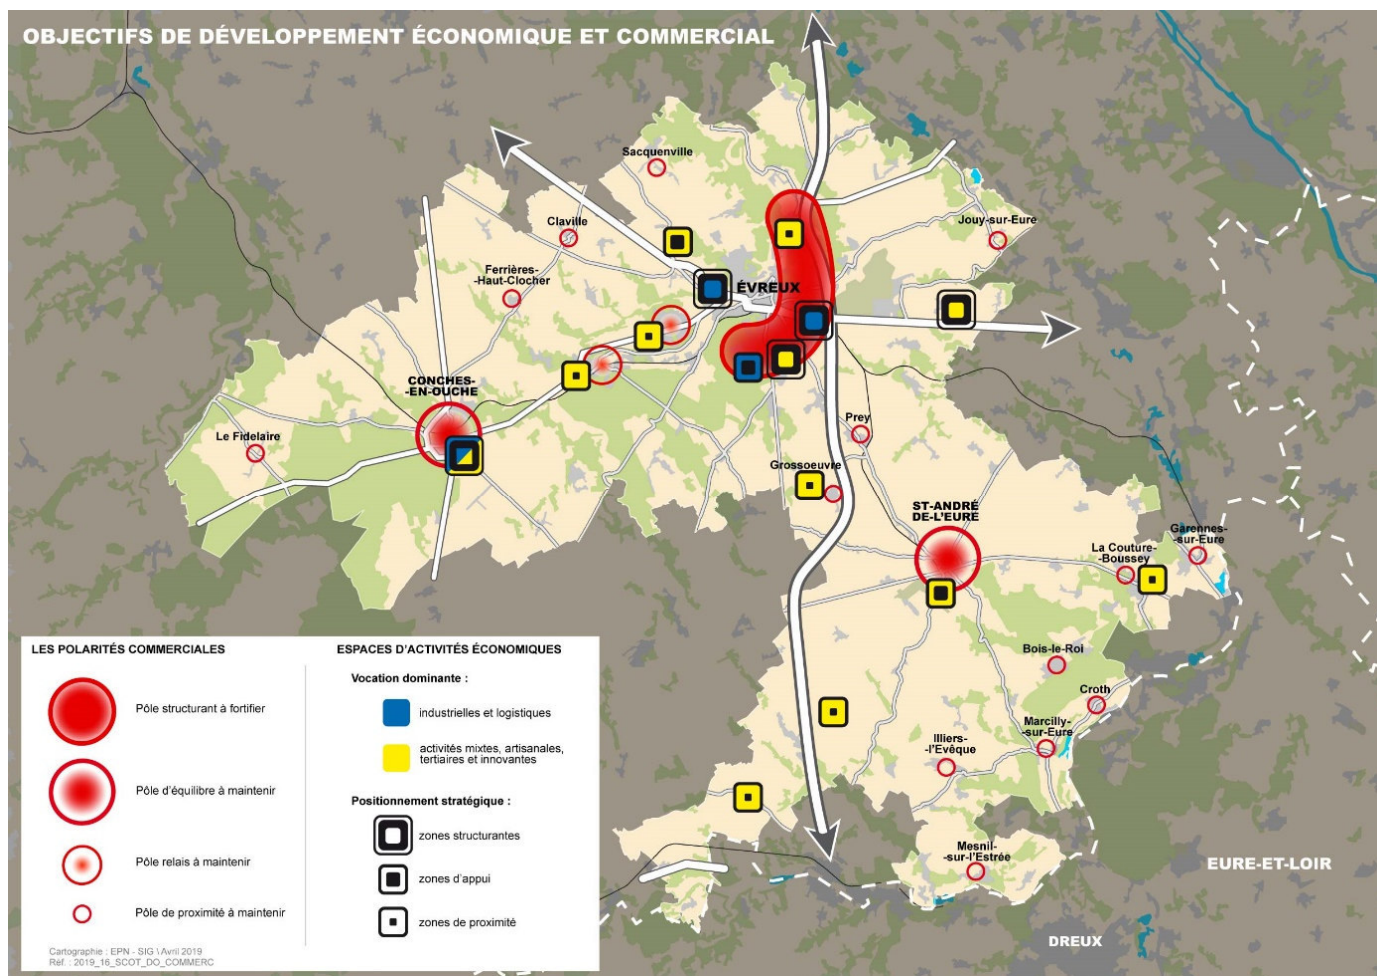 OBJECTIFS DE DÉVELOPPEMENT ÉCONOMIQUE ET COMMERCIAL
Sacquenville
Claville
Jouy-sur-Eure
Ferrières-
-Haut-Clocher
ÉVREUX
CONCHES-
-EN-OUCHE
Le Fidelaire
Prey
Grossoeuvre
ST-ANDRÉ
DE-L'EURE
Garennes-
-sur-Eure
La Couture-
-Boussey
Bois-le-Roi
Croth
Marcilly-
-sur-Eure
Illiers-
-l'Evêque
Mesnil-
-sur-l'Estrée
EURE-ET-LOIR
DREUX
LES POLARITÉS COMMERCIALES
Pôle structurant à fortifier
Pôle d'équilibre à maintenir
Pôle relais à maintenir
Pôle de proximité à maintenir
Cartographie : EPN - SIG \ Avril 2019
Réf. : 2019_16_SCOT_DO_COMMERC
ESPACES D'ACTIVITÉS ÉCONOMIQUES
Vocation dominante :
industrielles et logistiques
activités mixtes, artisanales,
tertiaires et innovantes
Positionnement stratégique :
zones structurantes
zones d'appui
zones de proximité